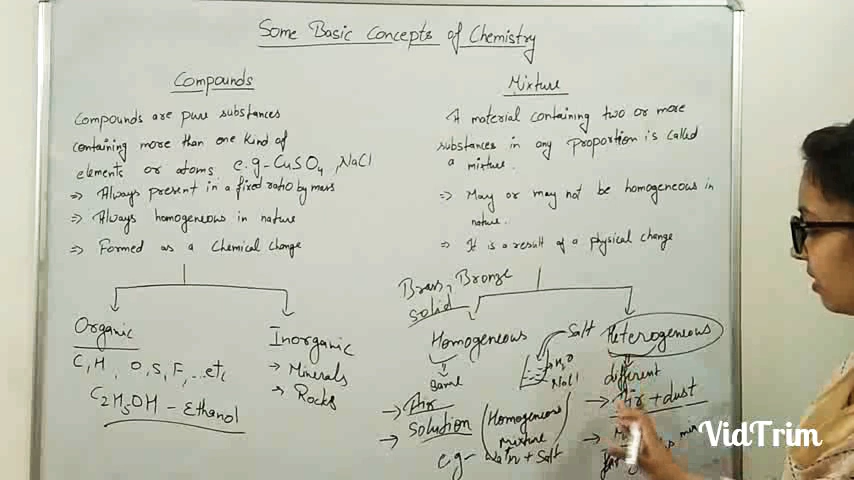 Some Basic Concepts of Chemistry
Compounds
Compounds are pure substances
containing more than one kind of
elements or atoms e.g-CuSO4, NaCl
⇒ Always present in a fixed ratio by mass
⇒ Always homogeneous in nature
⇒ Formed as a Chemical change
Organic
C, H, O, S, F, ...etc
C2H5OH - Ethanol
Inorganic
→ Minerals
→ Rocks
Mixture
A material containing two or more
substances in any proportion is called
a mixture.
⇒ May or may not be homogeneous in
nature.
⇒ It is a result of a physical change
Brass, Bronze
solid
Homogeneous
Same
→ Air
→ Solution
e.g-
(Homogeneous
mixture
Water + Salt
Salt
H2O
NaCl
Heterogeneous
different
→ Air + dust
→
VidTrim